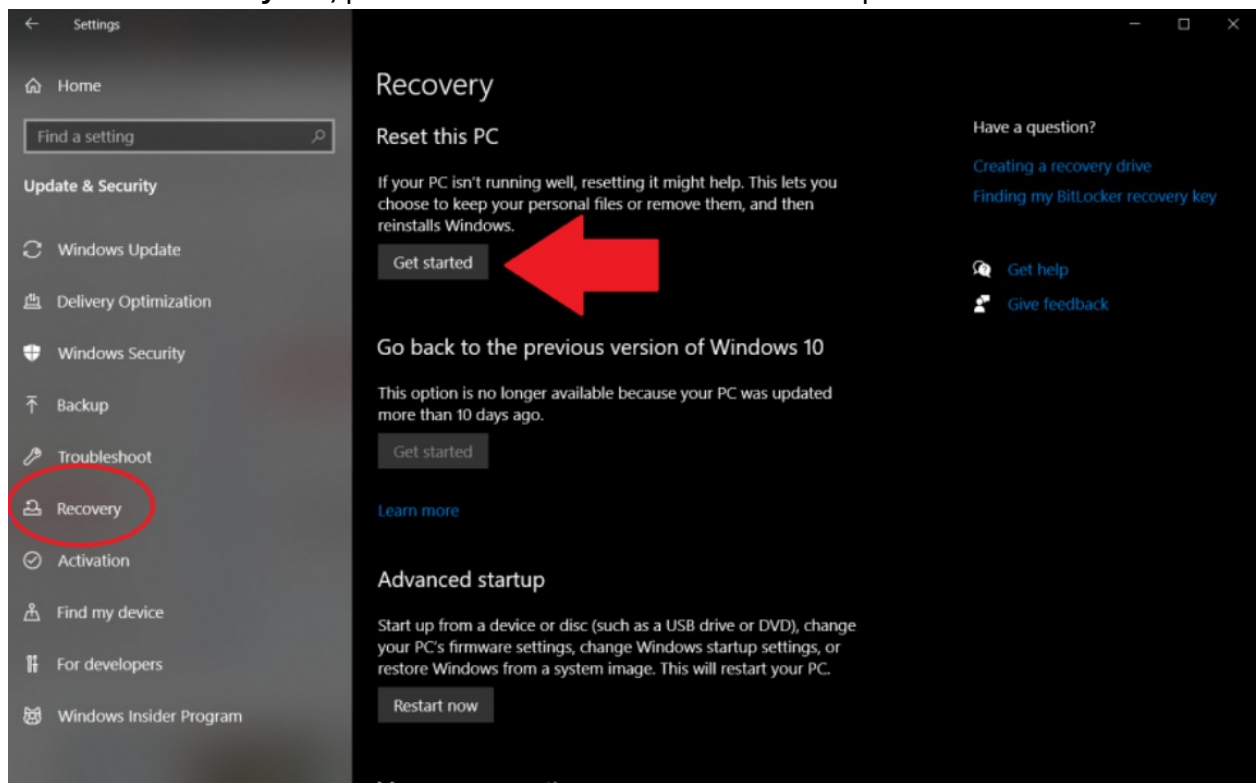 Settings
Home
Find a setting
Update & Security
Windows Update
Delivery Optimization
Windows Security
Backup
Troubleshoot
Recovery
Activation
Find my device
For developers
Windows Insider Program
Recovery
Reset this PC
If your PC isn't running well, resetting it might help. This lets you
choose to keep your personal files or remove them, and then
reinstalls Windows.
Get started
Go back to the previous version of Windows 10
This option is no longer available because your PC was updated
more than 10 days ago.
Get started
Learn more
Advanced startup
Start up from a device or disc (such as a USB drive or DVD), change
your PC's firmware settings, change Windows startup settings, or
restore Windows from a system image. This will restart your PC.
Restart now
Have a question?
Creating a recovery drive
Finding my BitLocker recovery key
Get help
Give feedback